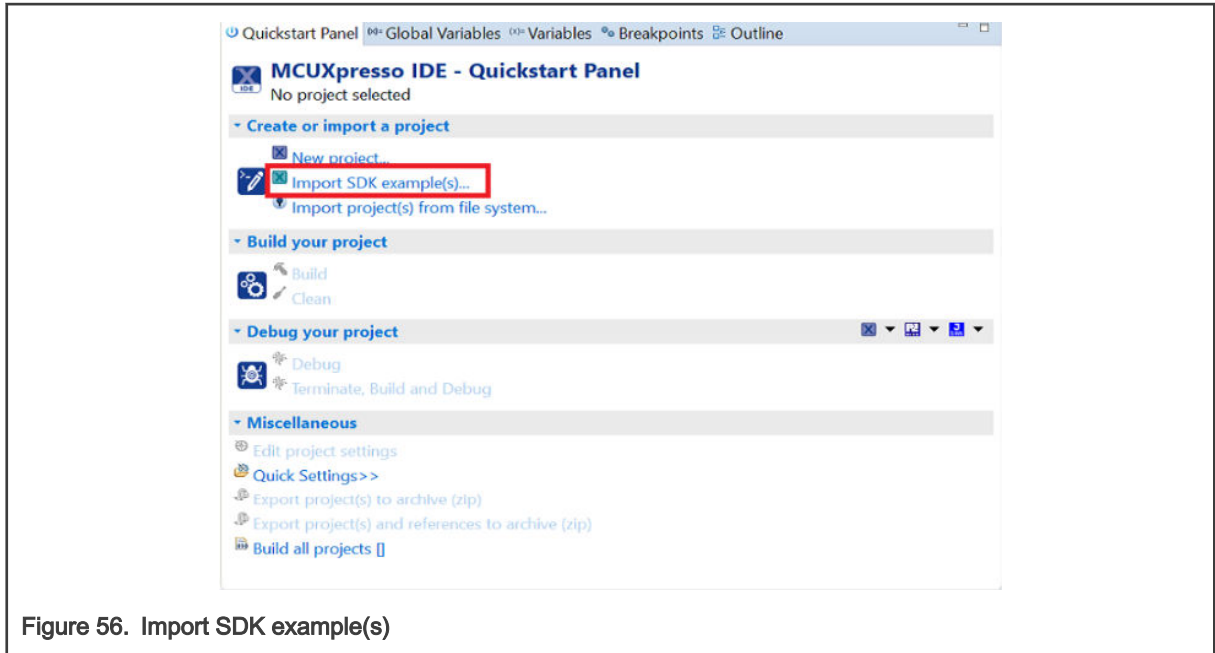 Quickstart Panel (x)= Global Variables (x)= Variables Breakpoints Outline
IDE
MCUXpresso IDE - Quickstart Panel
No project selected
Create or import a project
New project...
Import SDK example(s)...
Import project(s) from file system...
Build your project
Build
Clean
Debug your project
Debug
Terminate, Build and Debug
Miscellaneous
Edit project settings
Quick Settings>>
Export project(s) to archive (zip)
Export project(s) and references to archive (zip)
Build all projects []
Figure 56. Import SDK example(s)